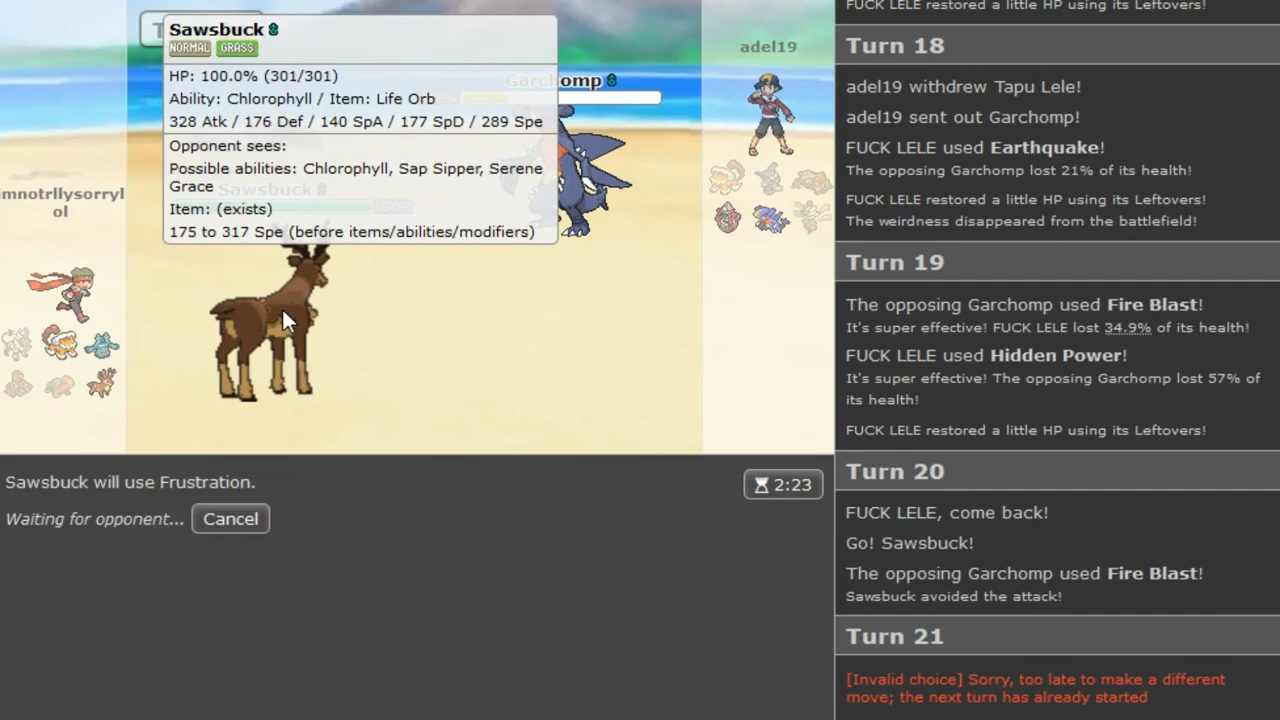 Sawsbuck
NORMAL GRASS
HP: 100.0% (301/301)
Ability: Chlorophyll / Item: Life Orb
328 Atk / 176 Def / 140 SpA / 177 SpD / 289 Spe
Opponent sees:
Possible abilities: Chlorophyll, Sap Sipper, Serene
Grace
Item: (exists)
175 to 317 Spe (before items/abilities/modifiers)
Garchomp
Sawsbuck
adel19
imnotrllysorryl
ol
Sawsbuck will use Frustration.
2:23
Waiting for opponent...
Cancel
FUCK LELE restored a little HP using its Leftovers!
Turn 18
adel19 withdrew Tapu Lele!
adel19 sent out Garchomp!
FUCK LELE used Earthquake!
The opposing Garchomp lost 21% of its health!
FUCK LELE restored a little HP using its Leftovers!
The weirdness disappeared from the battlefield!
Turn 19
The opposing Garchomp used Fire Blast!
It's super effective! FUCK LELE lost 34.9% of its health!
FUCK LELE used Hidden Power!
It's super effective! The opposing Garchomp lost 57% of
its health!
FUCK LELE restored a little HP using its Leftovers!
Turn 20
FUCK LELE, come back!
Go! Sawsbuck!
The opposing Garchomp used Fire Blast!
Sawsbuck avoided the attack!
Turn 21
[Invalid choice] Sorry, too late to make a different
move; the next turn has already started